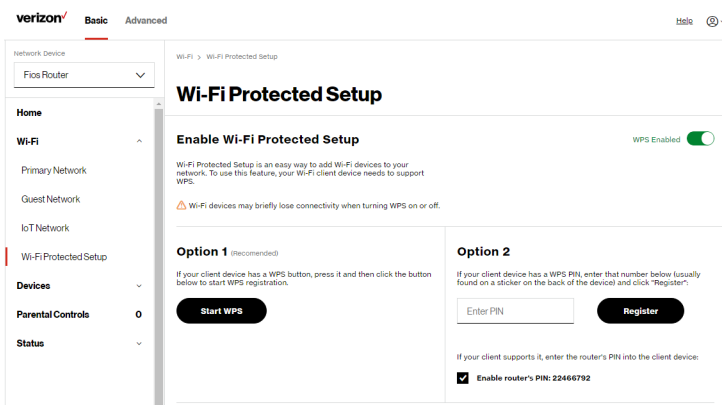 verizon✓
Basic
Advanced
Help
Network Device
Fios Router
Home
Wi-Fi
Primary Network
Guest Network
IoT Network
Wi-Fi Protected Setup
Devices
Parental Controls 0
Status
Wi-Fi > Wi-Fi Protected Setup
Wi-Fi Protected Setup
Enable Wi-Fi Protected Setup
WPS Enabled
Wi-Fi Protected Setup is an easy way to add Wi-Fi devices to your
network. To use this feature, your Wi-Fi client device needs to support
WPS.
Wi-Fi devices may briefly lose connectivity when turning WPS on or off.
Option 1 (Recomended)
If your client device has a WPS button, press it and then click the button
below to start WPS registration.
Start WPS
Option 2
If your client device has a WPS PIN, enter that number below (usually
found on a sticker on the back of the device) and click "Register":
Enter PIN
Register
If your client supports it, enter the router's PIN into the client device:
Enable router's PIN: 22466792